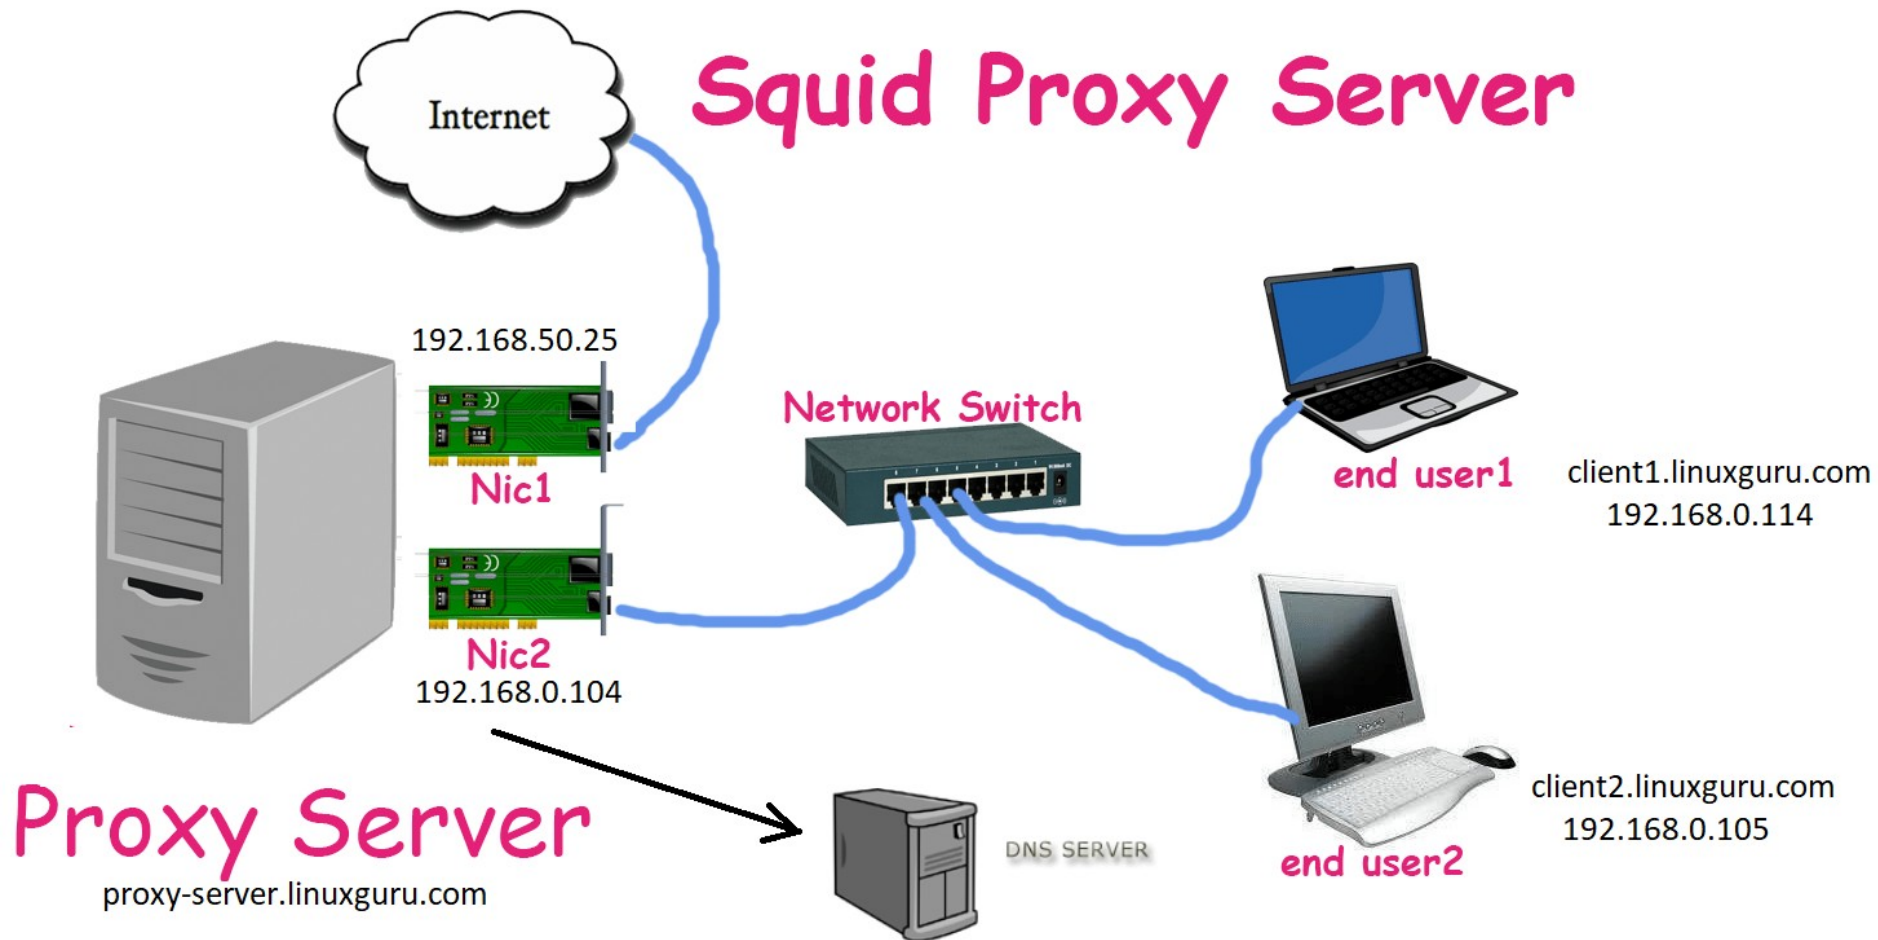 Squid Proxy Server
Internet
192.168.50.25
Nic1
Nic2
192.168.0.104
Network Switch
end user1
client1.linuxguru.com
192.168.0.114
client2.linuxguru.com
192.168.0.105
end user2
Proxy Server
proxy-server.linuxguru.com
DNS SERVER